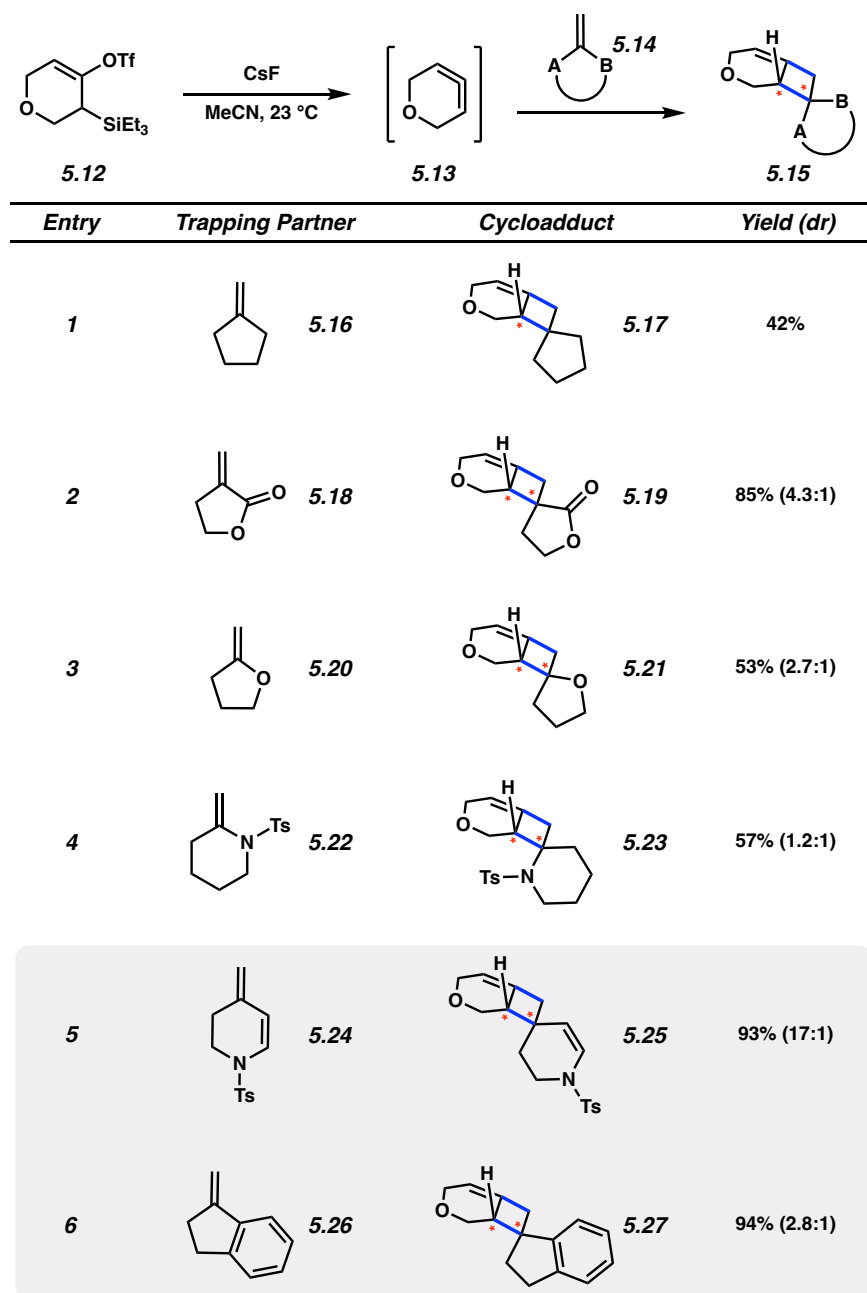 OTf
O
SiEt3
5.12
CsF
MeCN, 23 °C
O
5.13
A B 5.14
H
O
* *
B
A
5.15
Entry Trapping Partner Cycloadduct Yield (dr)
1 5.16 H O * 5.17 42%
2 O O 5.18 H O * * O O 5.19 85% (4.3:1)
3 O 5.20 H O * * O 5.21 53% (2.7:1)
4 N Ts 5.22 H O * * Ts N 5.23 57% (1.2:1)
5 N Ts 5.24 H O * * N Ts 5.25 93% (17:1)
6 5.26 H O * * 5.27 94% (2.8:1)